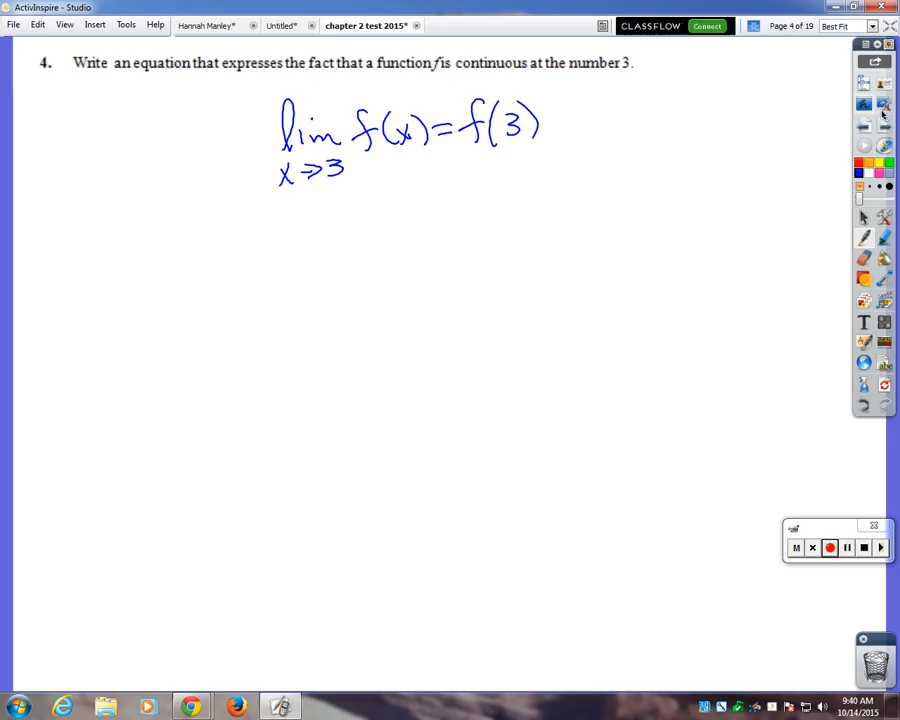 ActivInspire - Studio
File Edit View Insert Tools Help Hannah Manley* Untitled* chapter 2 test 2015* CLASSFLOW Connect Page 4 of 19 Best Fit
4. Write an equation that expresses the fact that a function f is continuous at the number 3.
lim f(x) = f(3)
x → 3
T
abc
M
9:40 AM
10/14/2015